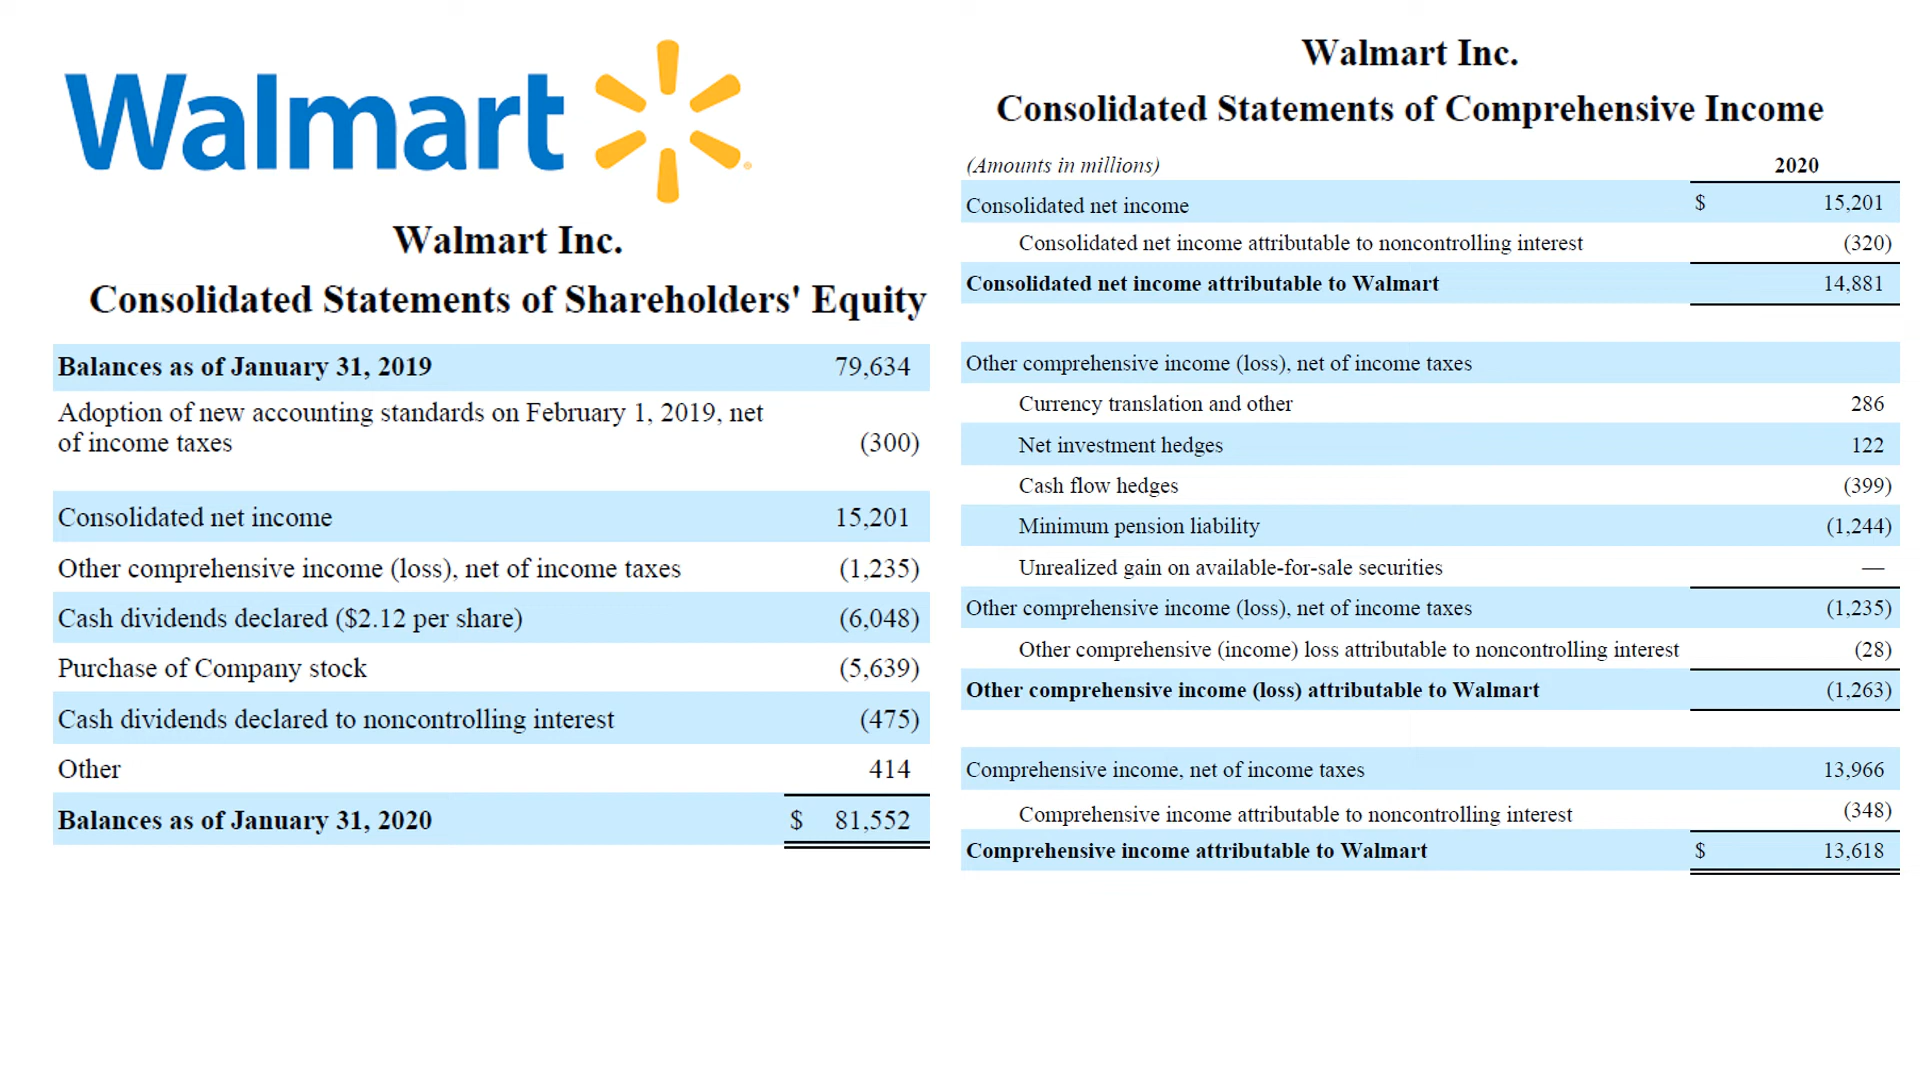 Walmart
Walmart Inc.
Consolidated Statements of Shareholders' Equity
Balances as of January 31, 2019 79,634
Adoption of new accounting standards on February 1, 2019, net
of income taxes (300)
Consolidated net income 15,201
Other comprehensive income (loss), net of income taxes (1,235)
Cash dividends declared ($2.12 per share) (6,048)
Purchase of Company stock (5,639)
Cash dividends declared to noncontrolling interest (475)
Other 414
Balances as of January 31, 2020 $ 81,552
Walmart Inc.
Consolidated Statements of Comprehensive Income
(Amounts in millions) 2020
Consolidated net income $ 15,201
Consolidated net income attributable to noncontrolling interest (320)
Consolidated net income attributable to Walmart 14,881
Other comprehensive income (loss), net of income taxes
Currency translation and other 286
Net investment hedges 122
Cash flow hedges (399)
Minimum pension liability (1,244)
Unrealized gain on available-for-sale securities —
Other comprehensive income (loss), net of income taxes (1,235)
Other comprehensive (income) loss attributable to noncontrolling interest (28)
Other comprehensive income (loss) attributable to Walmart (1,263)
Comprehensive income, net of income taxes 13,966
Comprehensive income attributable to noncontrolling interest (348)
Comprehensive income attributable to Walmart $ 13,618